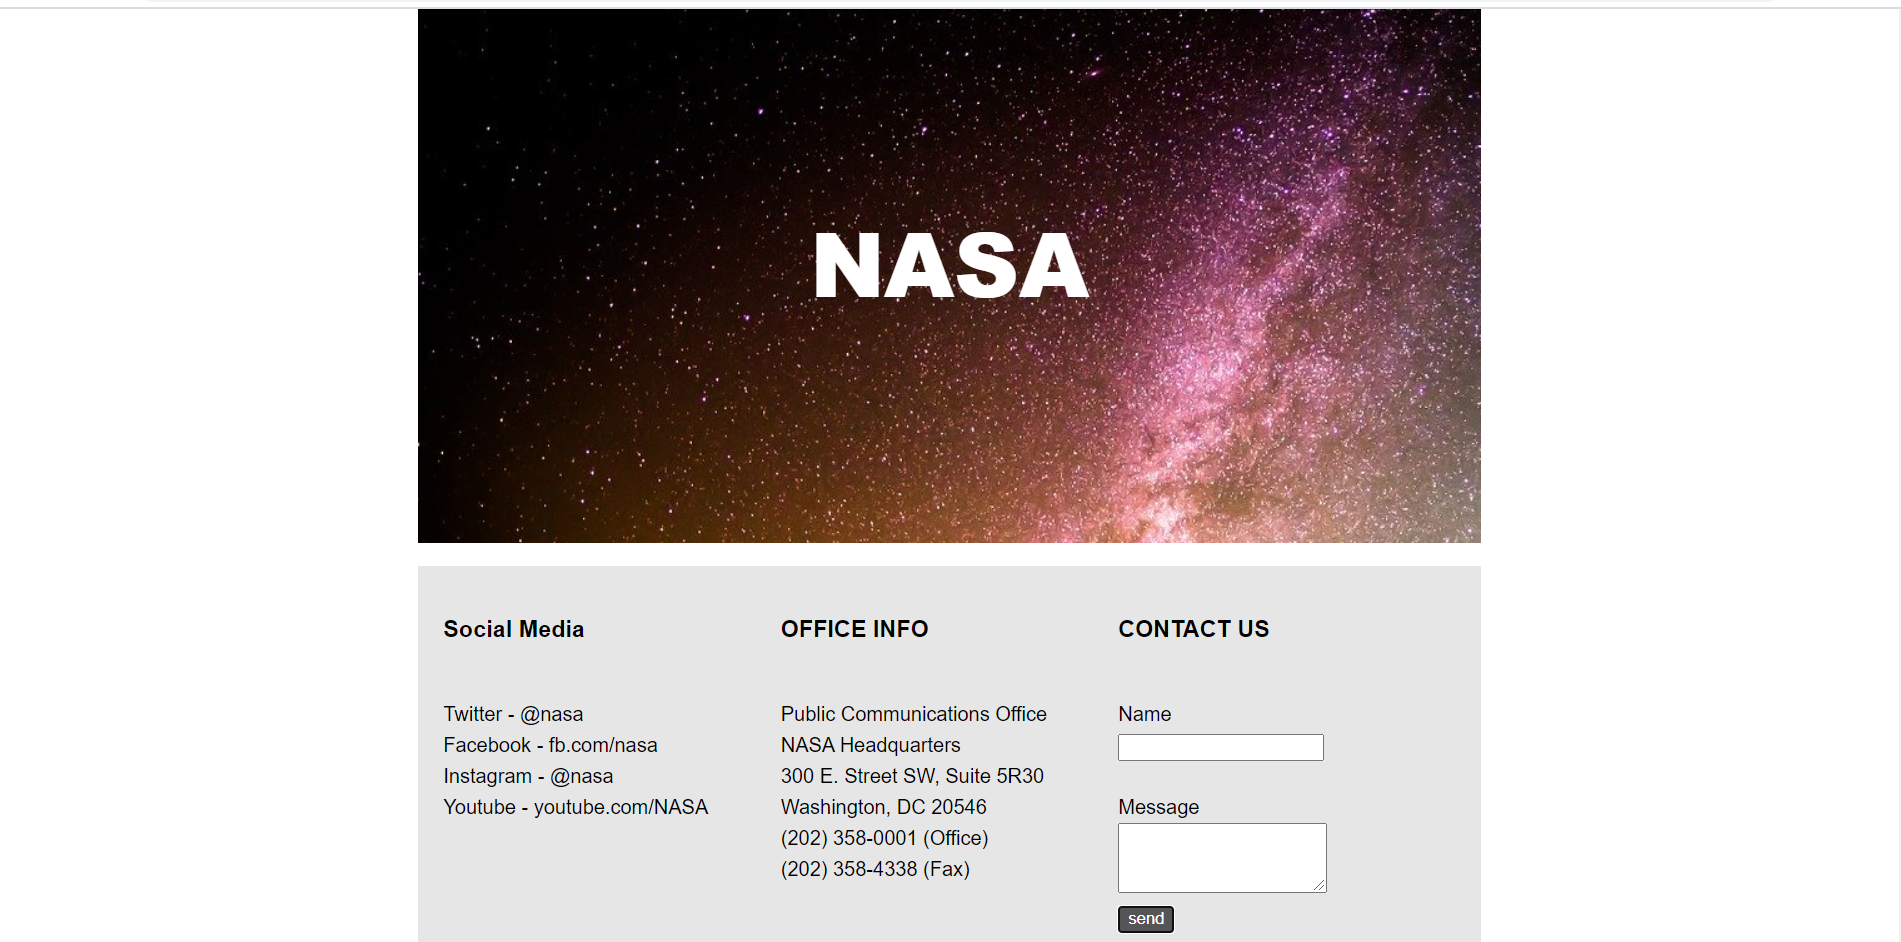 NASA
Social Media
Twitter - @nasa
Facebook - fb.com/nasa
Instagram - @nasa
Youtube - youtube.com/NASA
OFFICE INFO
Public Communications Office
NASA Headquarters
300 E. Street SW, Suite 5R30
Washington, DC 20546
(202) 358-0001 (Office)
(202) 358-4338 (Fax)
CONTACT US
Name
Message
send